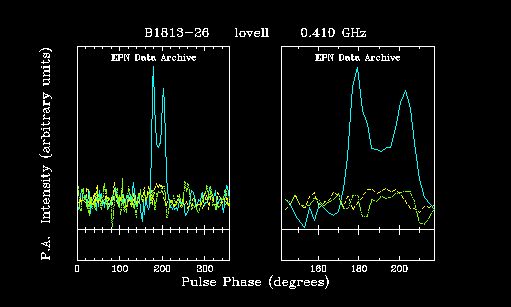 B1813-26 lovell 0.410 GHz
EPN Data Archive EPN Data Archive
P.A. Intensity (arbitrary units)
0 100 200 300 160 180 200
Pulse Phase (degrees)